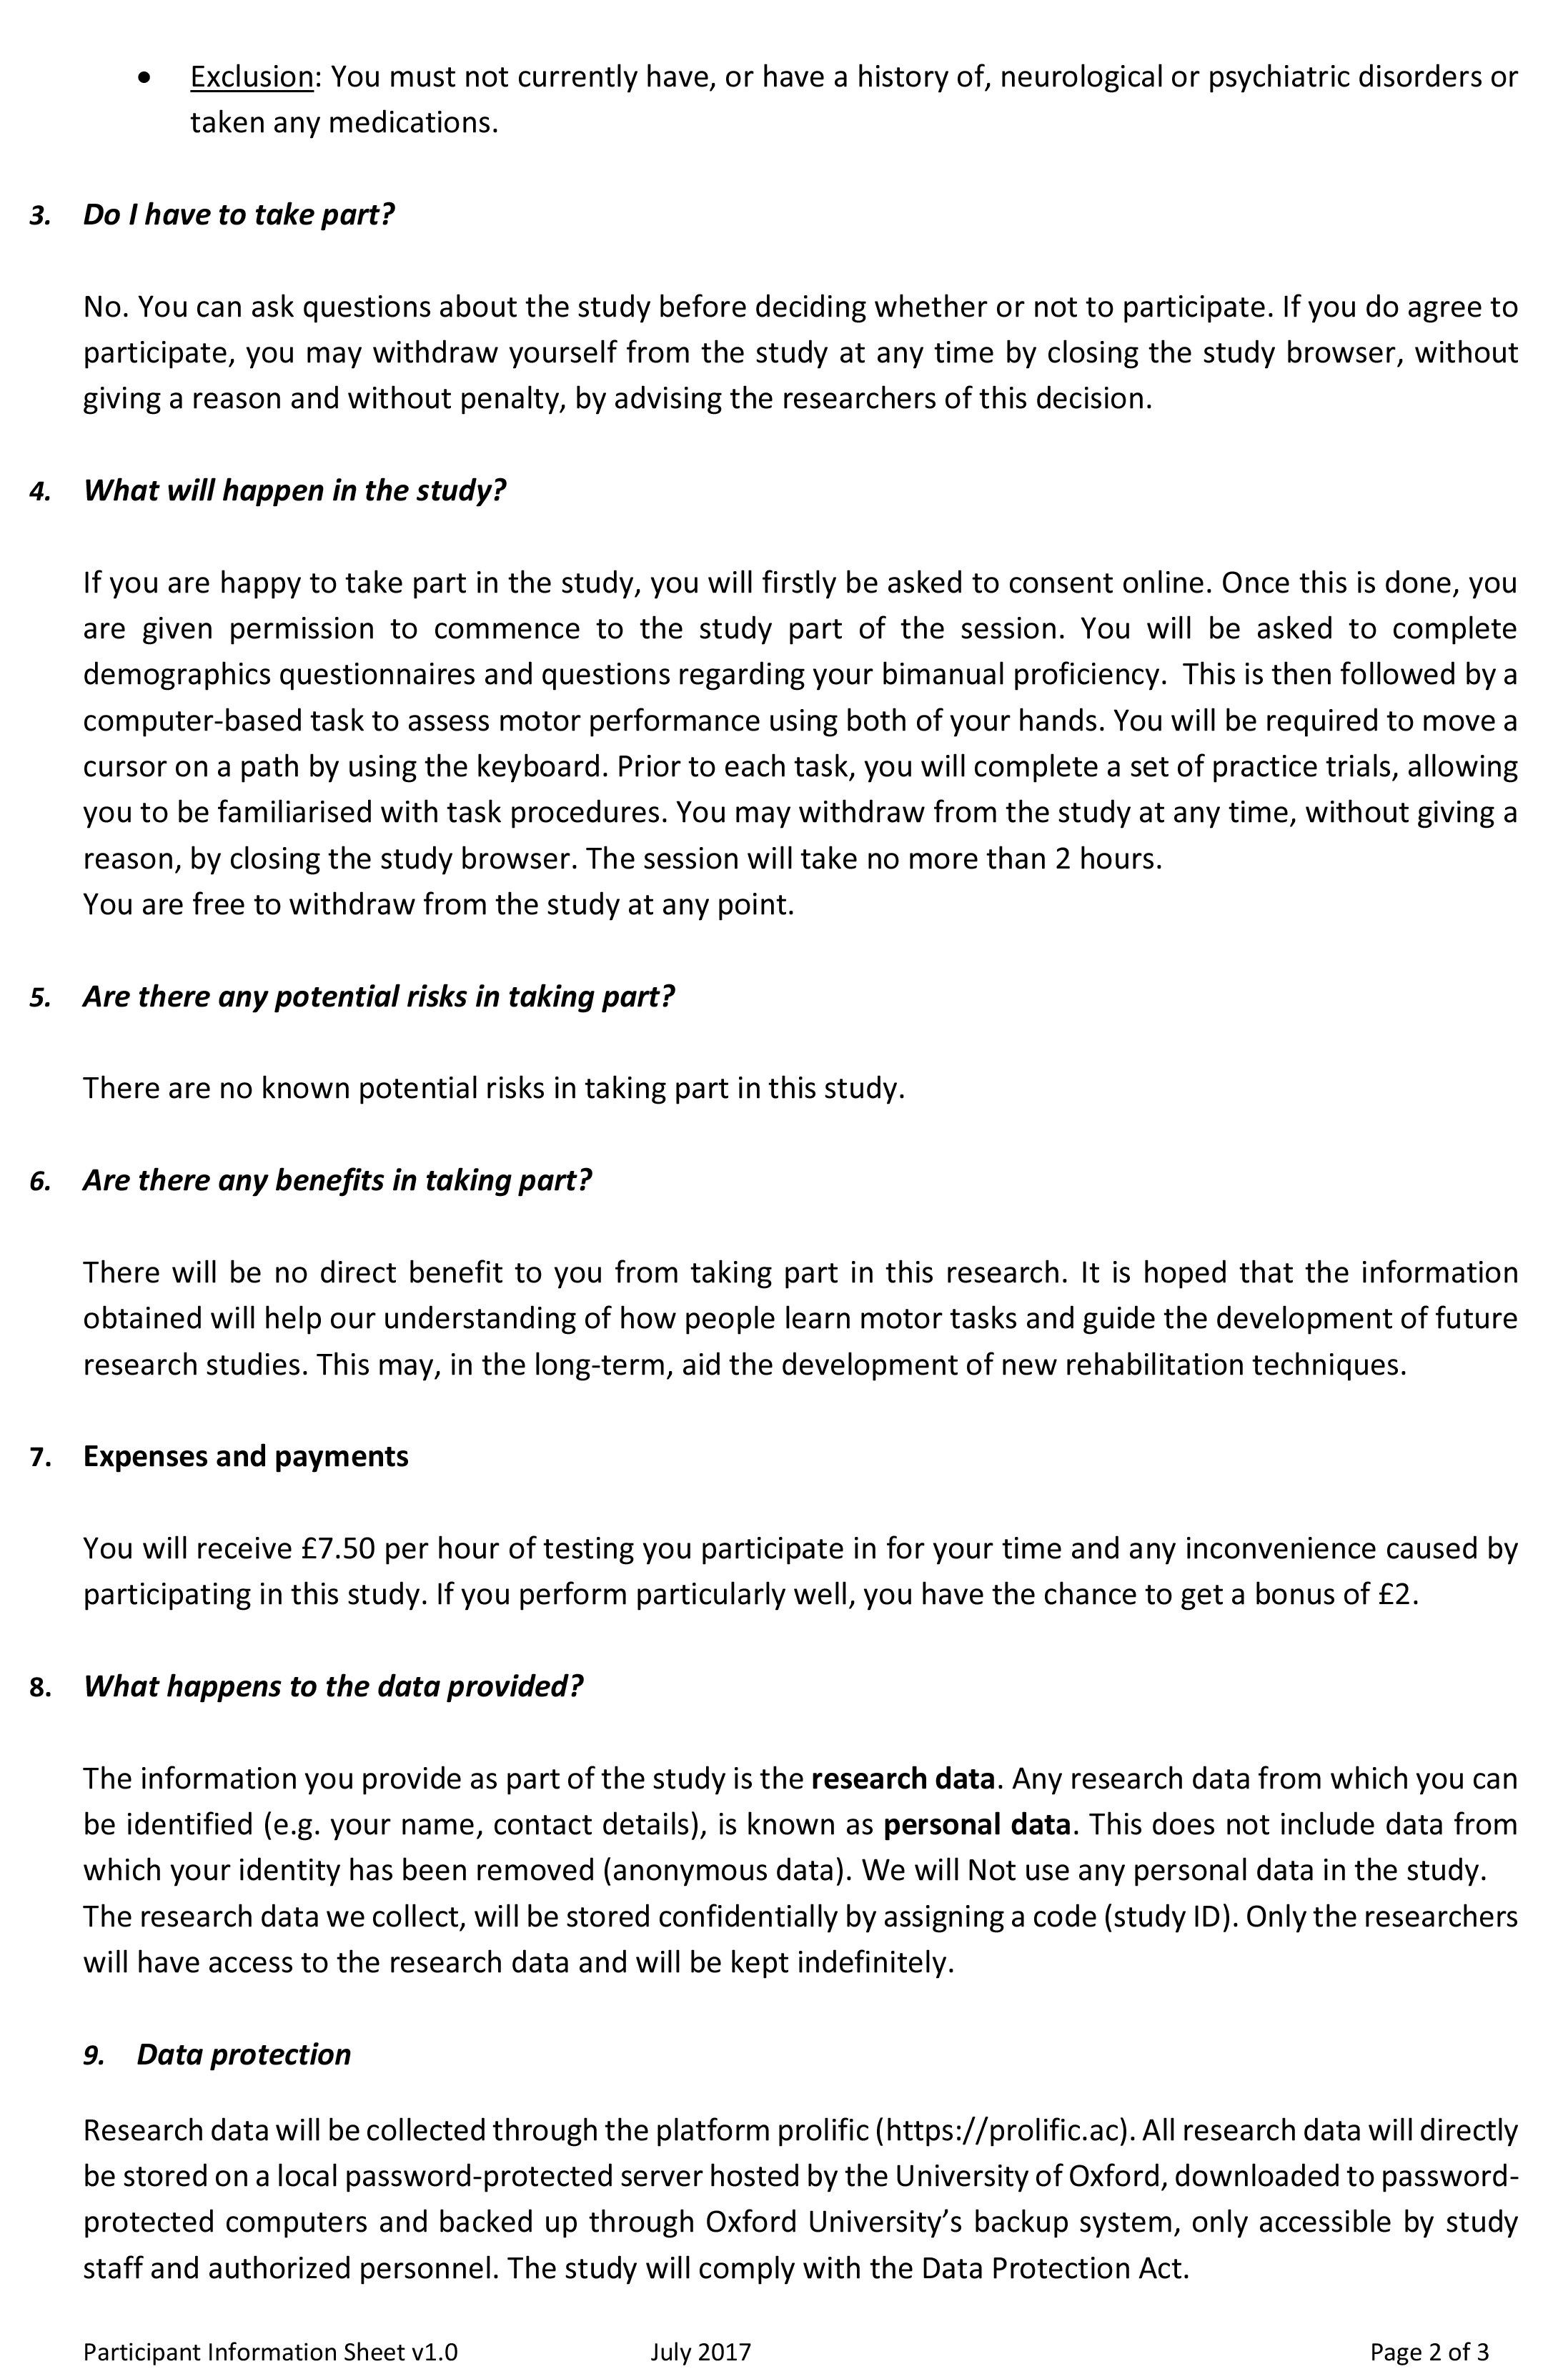 • Exclusion: You must not currently have, or have a history of, neurological or psychiatric disorders or
taken any medications.
3. Do I have to take part?
No. You can ask questions about the study before deciding whether or not to participate. If you do agree to
participate, you may withdraw yourself from the study at any time by closing the study browser, without
giving a reason and without penalty, by advising the researchers of this decision.
4. What will happen in the study?
If you are happy to take part in the study, you will firstly be asked to consent online. Once this is done, you
are given permission to commence to the study part of the session. You will be asked to complete
demographics questionnaires and questions regarding your bimanual proficiency. This is then followed by a
computer-based task to assess motor performance using both of your hands. You will be required to move a
cursor on a path by using the keyboard. Prior to each task, you will complete a set of practice trials, allowing
you to be familiarised with task procedures. You may withdraw from the study at any time, without giving a
reason, by closing the study browser. The session will take no more than 2 hours.
You are free to withdraw from the study at any point.
5. Are there any potential risks in taking part?
There are no known potential risks in taking part in this study.
6. Are there any benefits in taking part?
There will be no direct benefit to you from taking part in this research. It is hoped that the information
obtained will help our understanding of how people learn motor tasks and guide the development of future
research studies. This may, in the long-term, aid the development of new rehabilitation techniques.
7. Expenses and payments
You will receive £7.50 per hour of testing you participate in for your time and any inconvenience caused by
participating in this study. If you perform particularly well, you have the chance to get a bonus of £2.
8. What happens to the data provided?
The information you provide as part of the study is the research data. Any research data from which you can
be identified (e.g. your name, contact details), is known as personal data. This does not include data from
which your identity has been removed (anonymous data). We will Not use any personal data in the study.
The research data we collect, will be stored confidentially by assigning a code (study ID). Only the researchers
will have access to the research data and will be kept indefinitely.
9. Data protection
Research data will be collected through the platform prolific (https://prolific.ac). All research data will directly
be stored on a local password-protected server hosted by the University of Oxford, downloaded to password-
protected computers and backed up through Oxford University’s backup system, only accessible by study
staff and authorized personnel. The study will comply with the Data Protection Act.
Participant Information Sheet v1.0 July 2017 Page 2 of 3